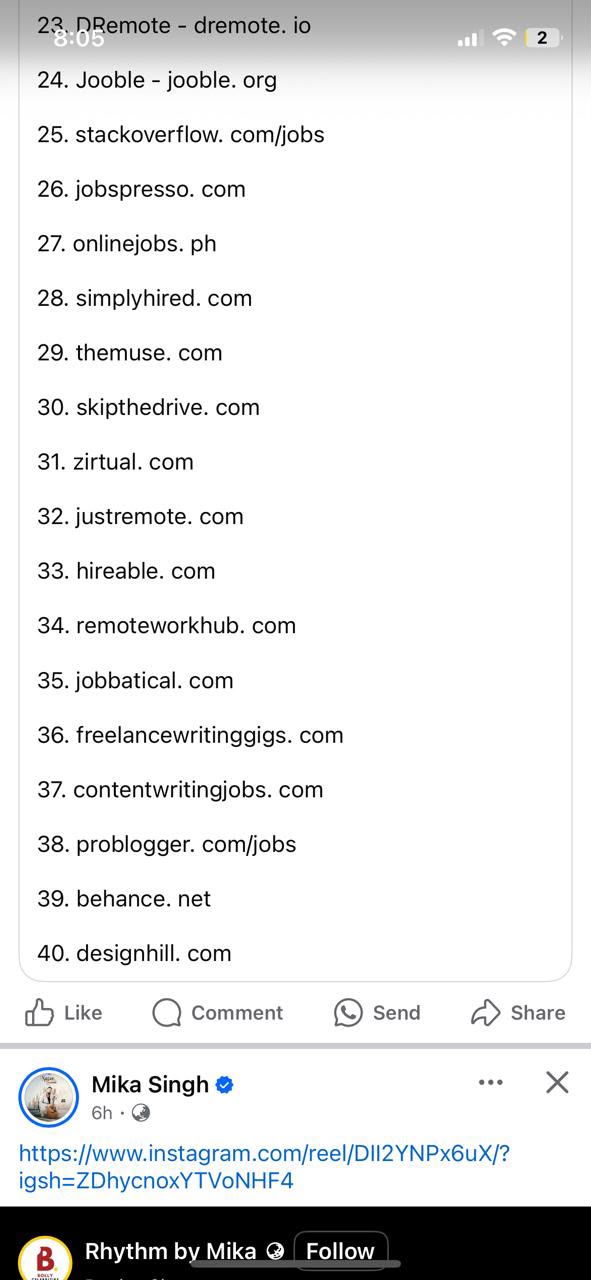 23. DRemote - dremote. io
8:05
2
24. Jooble - jooble. org
25. stackoverflow. com/jobs
26. jobspresso. com
27. onlinejobs. ph
28. simplyhired. com
29. themuse. com
30. skipthedrive. com
31. zirtual. com
32. justremote. com
33. hireable. com
34. remoteworkhub. com
35. jobbatical. com
36. freelancewritinggigs. com
37. contentwritingjobs. com
38. problogger. com/jobs
39. behance. net
40. designhill. com
Like Comment Send Share
Mika Singh
6h ·
https://www.instagram.com/reel/DIl2YNPx6uX/?
igsh=ZDhycnoxYTVoNHF4
Rhythm by Mika Follow
B.
BOLLY